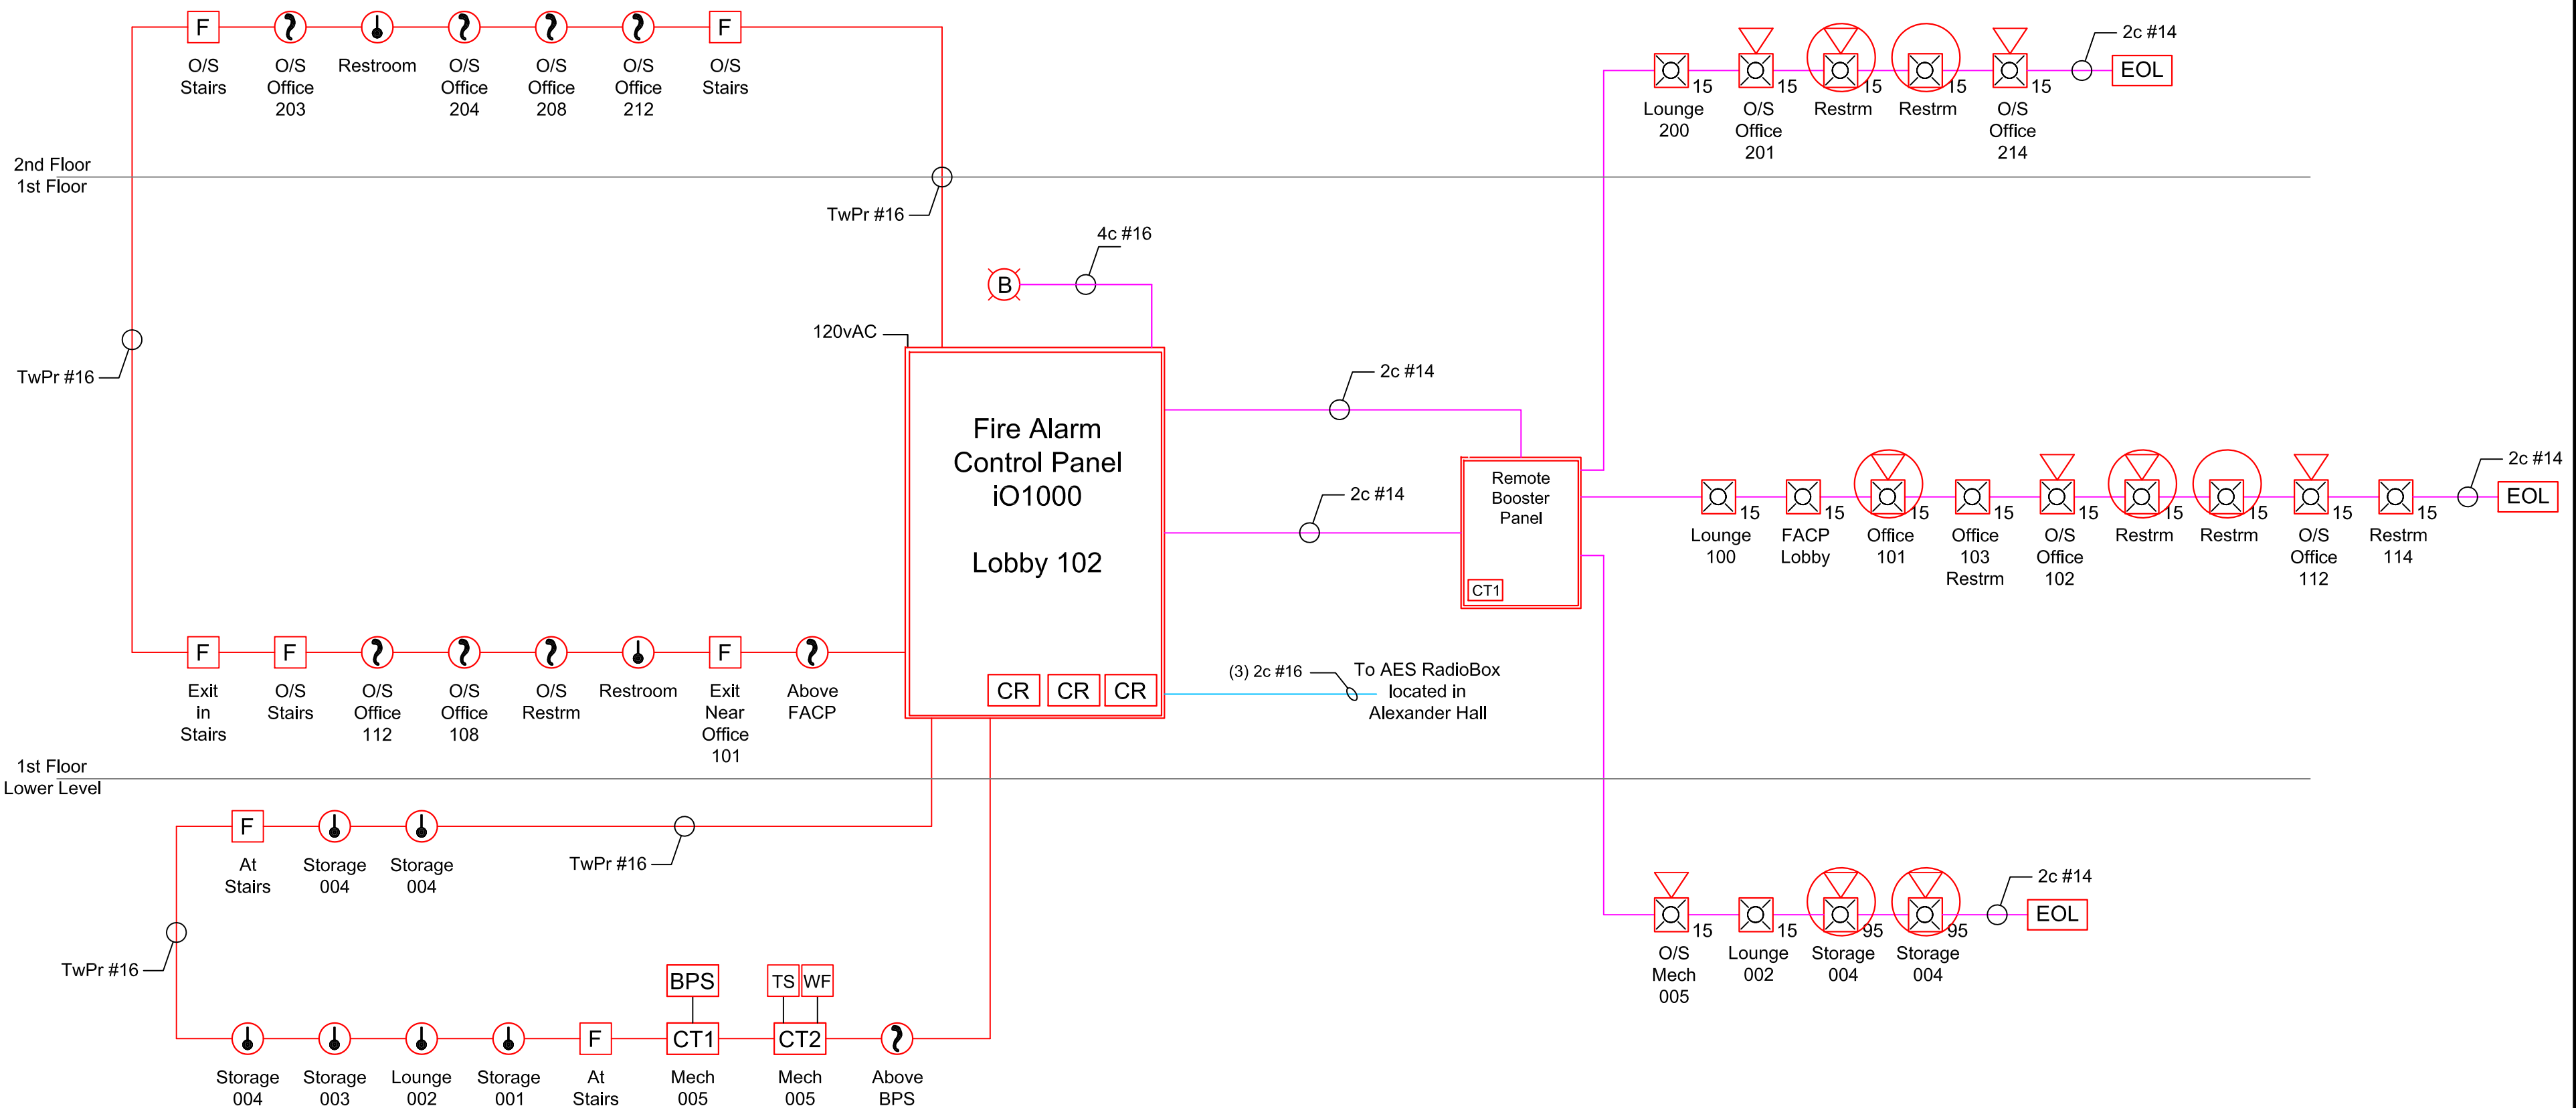 F
F
O/S
Stairs
O/S
Office
203
Restroom
O/S
Office
204
O/S
Office
208
O/S
Office
212
O/S
Stairs
2nd Floor
1st Floor
TwPr #16
TwPr #16
15
15
15
15
15
2c #14
EOL
Lounge
200
O/S
Office
201
Restrm
Restrm
O/S
Office
214
4c #16
B
120vAC
Fire Alarm
Control Panel
iO1000
Lobby 102
CR
CR
CR
2c #14
2c #14
Remote
Booster
Panel
CT1
(3) 2c #16
To AES RadioBox
located in
Alexander Hall
15
15
15
15
15
15
15
15
15
2c #14
EOL
Lounge
100
FACP
Lobby
Office
101
Office
103
Restrm
O/S
Office
102
Restrm
Restrm
O/S
Office
112
Restrm
114
F
F
F
Exit
in
Stairs
O/S
Stairs
O/S
Office
112
O/S
Office
108
O/S
Restrm
Restroom
Exit
Near
Office
101
Above
FACP
1st Floor
Lower Level
F
At
Stairs
Storage
004
Storage
004
TwPr #16
TwPr #16
BPS
TS
WF
F
CT1
CT2
Storage
004
Storage
003
Lounge
002
Storage
001
At
Stairs
Mech
005
Mech
005
Above
BPS
15
15
95
95
2c #14
EOL
O/S
Mech
005
Lounge
002
Storage
004
Storage
004